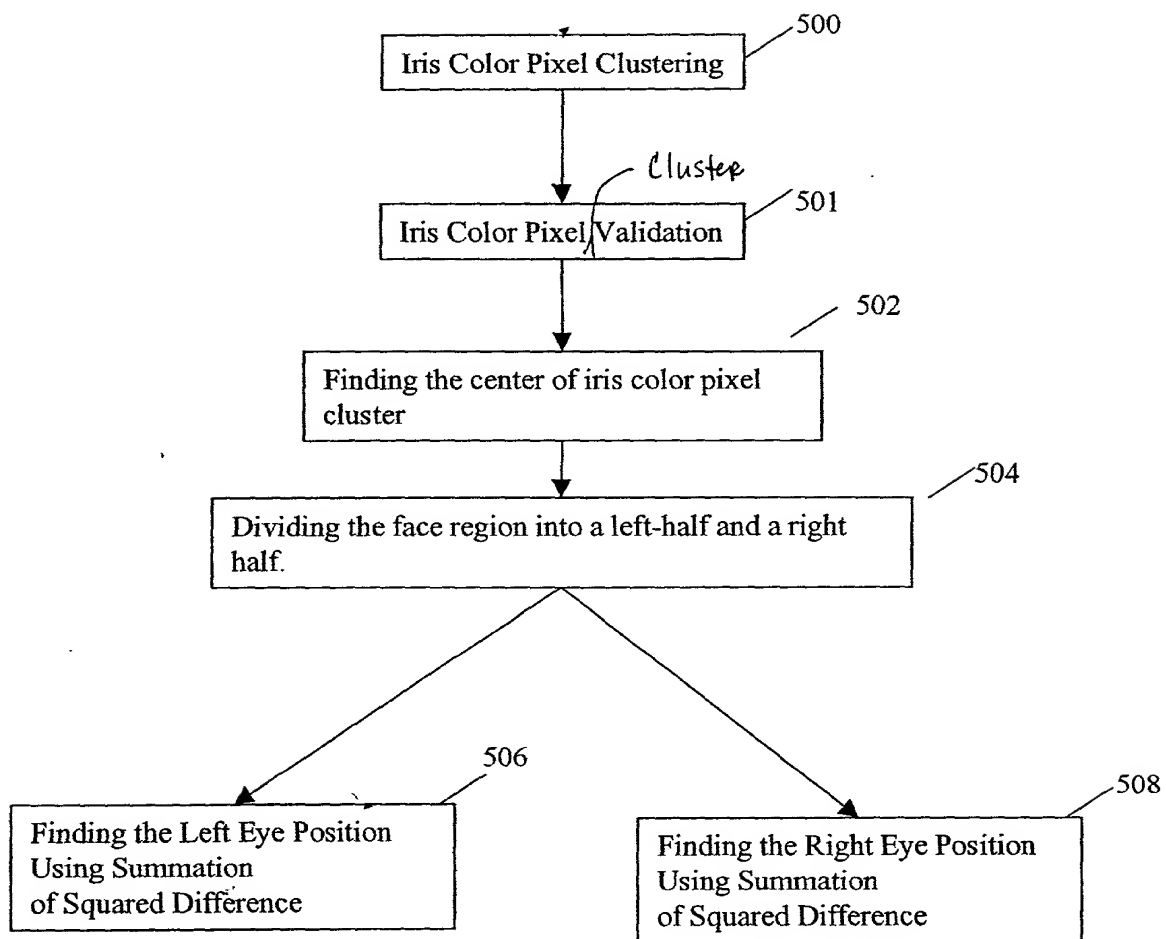 500
Iris Color Pixel Clustering
Cluster
501
Iris Color Pixel Validation
502
Finding the center of iris color pixel
cluster
504
Dividing the face region into a left-half and a right
half.
506
Finding the Left Eye Position
Using Summation
of Squared Difference
508
Finding the Right Eye Position
Using Summation
of Squared Difference